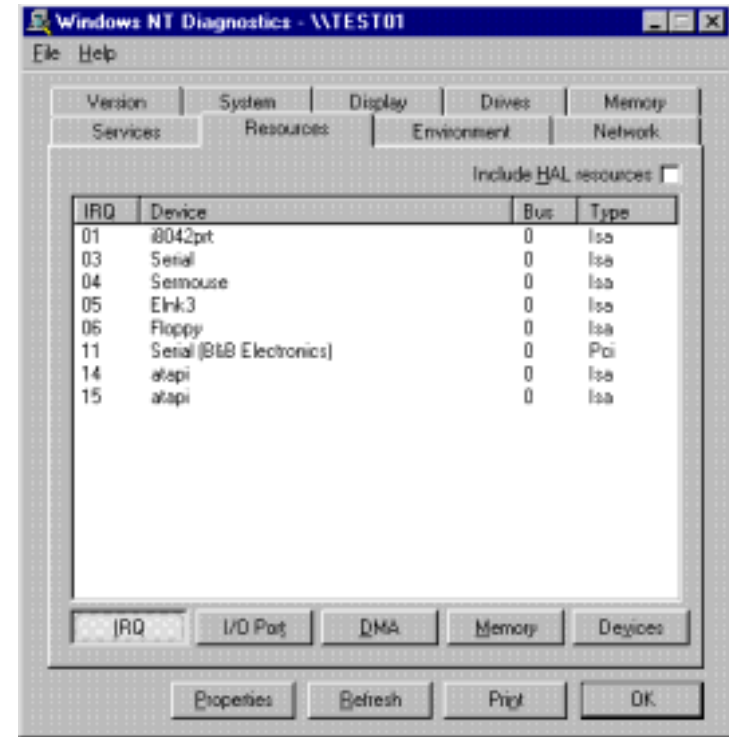 Windows NT Diagnostics - \\TEST01
File Help
Version System Display Drives Memory
Services Resources Environment Network
Include HAL resources
IRQ Device Bus Type
01 i8042prt 0 Isa
03 Serial 0 Isa
04 Sermouse 0 Isa
05 Elnk3 0 Isa
06 Floppy 0 Isa
11 Serial (B&B Electronics) 0 Pci
14 atapi 0 Isa
15 atapi 0 Isa
IRQ I/O Port DMA Memory Devices
Properties Refresh Print OK